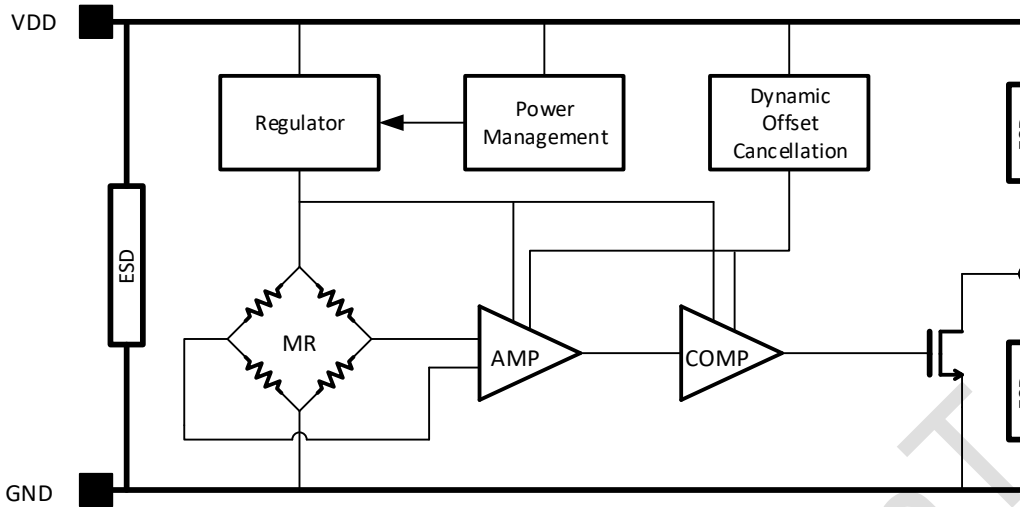 VDD
Regulator
Power
Management
Dynamic
Offset
Cancellation
ESD
MR
AMP
COMP
GND